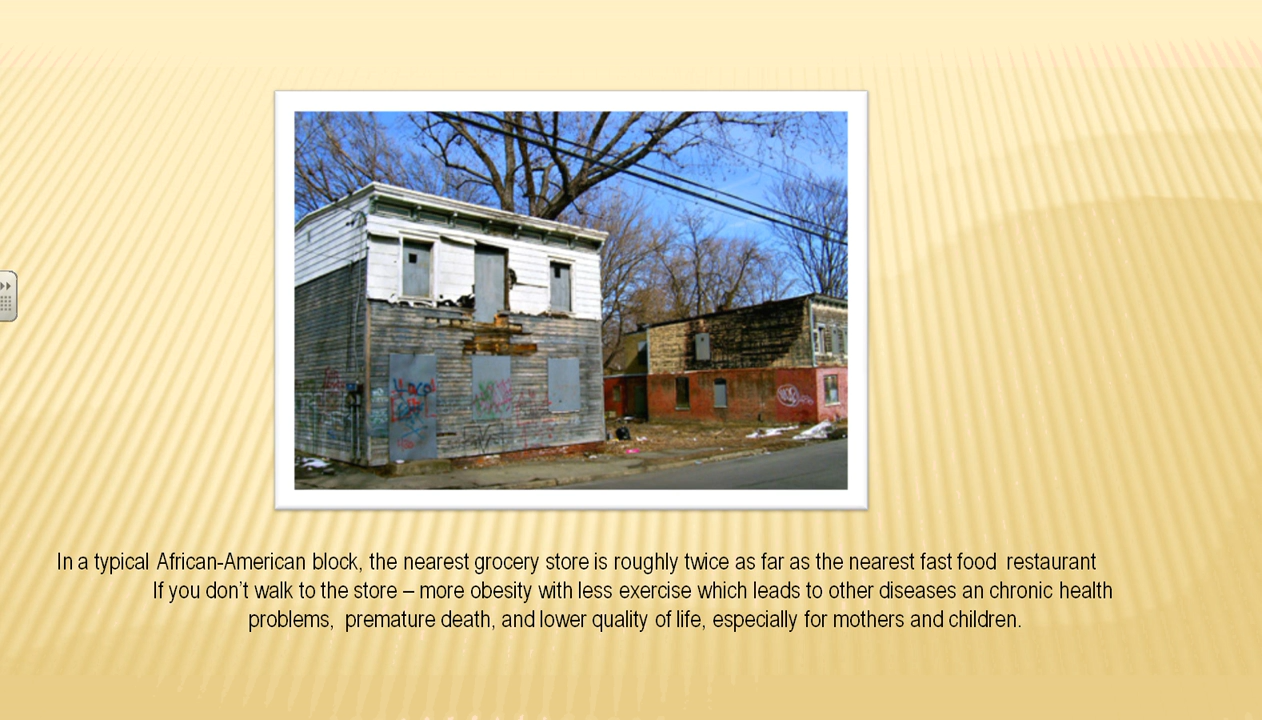 In a typical African-American block, the nearest grocery store is roughly twice as far as the nearest fast food restaurant
If you don’t walk to the store – more obesity with less exercise which leads to other diseases an chronic health
problems, premature death, and lower quality of life, especially for mothers and children.